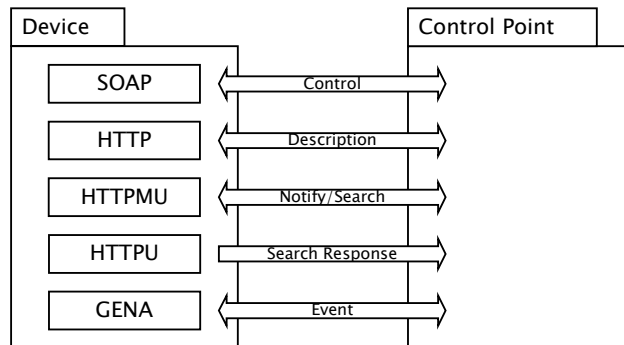 Device
Control Point
SOAP
Control
HTTP
Description
HTTPMU
Notify/Search
HTTPU
Search Response
GENA
Event